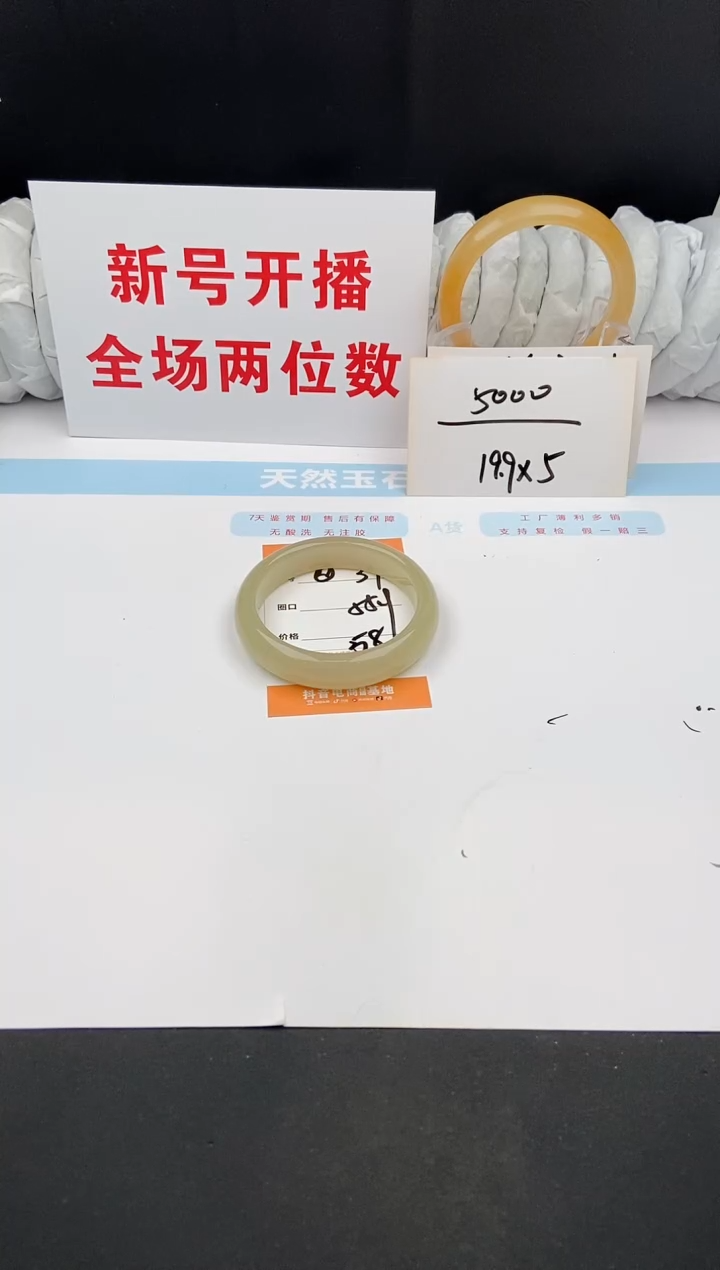 新号开播
全场两位数
5000
19.9×5
天然玉石
7天鉴赏期 售后有保障
无酸洗 无注胶
A货
工厂薄利多销
支持复检 假一赔三
圈口
价格 58
抖音电商基地